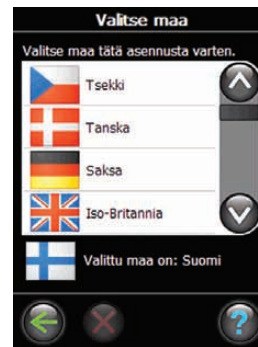 Valitse maa
Valitse maa tätä asennusta varten.
Tsekki
Tanska
Saksa
Iso-Britannia
Valittu maa on: Suomi
?